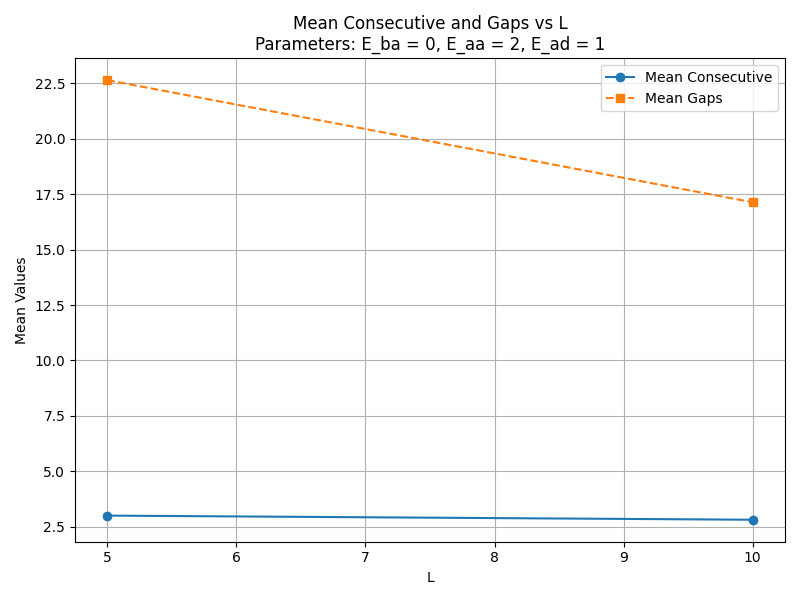 Mean Consecutive and Gaps vs L
Parameters: E_ba = 0, E_aa = 2, E_ad = 1
Mean Consecutive
Mean Gaps
Mean Values
22.5
20.0
17.5
15.0
12.5
10.0
7.5
5.0
2.5
5
6
7
8
9
10
L